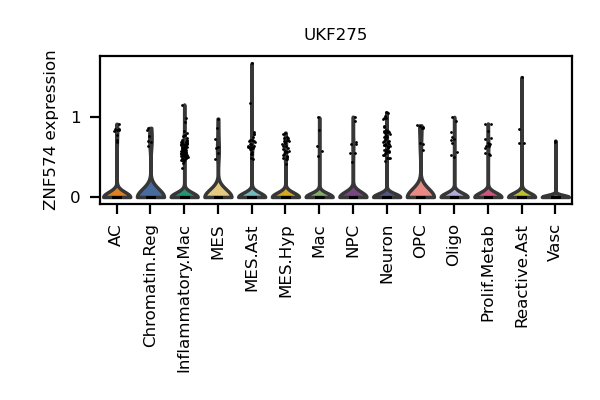 UKF275
ZNF574 expression
1
0
AC
Chromatin.Reg
Inflammatory.Mac
MES
MES.Ast
MES.Hyp
Mac
NPC
Neuron
OPC
Oligo
Prolif.Metab
Reactive.Ast
Vasc